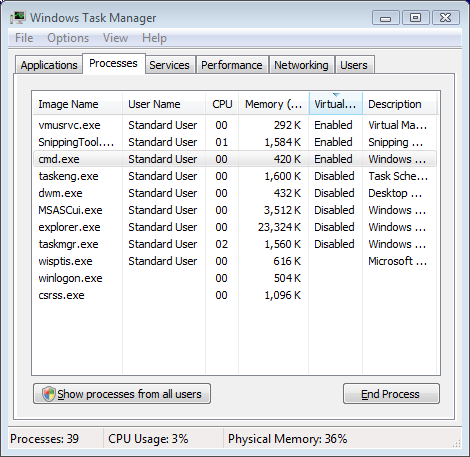 Windows Task Manager
File Options View Help
Applications Processes Services Performance Networking Users
Image Name User Name CPU Memory (... Virtual... Description
vmusrvc.exe Standard User 00 292 K Enabled Virtual Ma...
SnippingTool.... Standard User 01 1,584 K Enabled Snipping ...
cmd.exe Standard User 00 420 K Enabled Windows ...
taskeng.exe Standard User 00 1,600 K Disabled Task Sche...
dwm.exe Standard User 00 432 K Disabled Desktop ...
MSASCui.exe Standard User 00 3,512 K Disabled Windows ...
explorer.exe Standard User 00 23,324 K Disabled Windows ...
taskmgr.exe Standard User 02 1,560 K Disabled Windows ...
wisptis.exe Standard User 00 616 K Microsoft ...
winlogon.exe 00 504 K
csrss.exe 00 1,096 K
Show processes from all users End Process
Processes: 39 CPU Usage: 3% Physical Memory: 36%